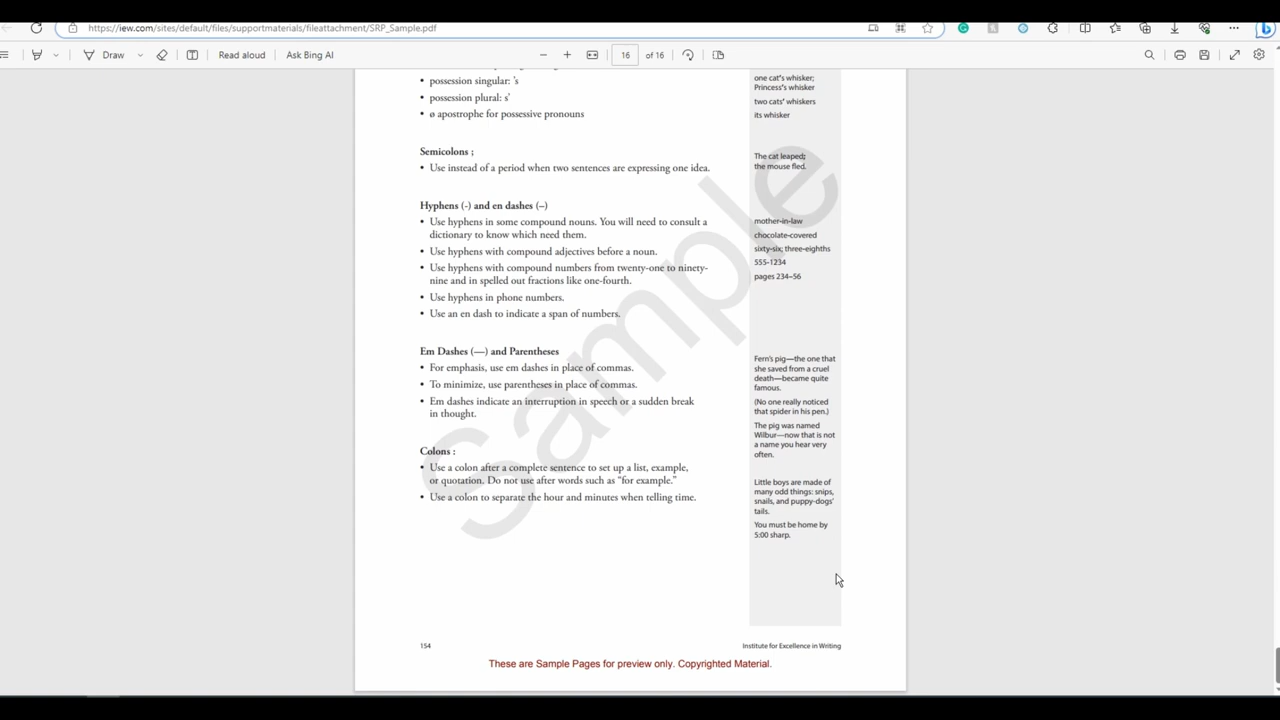 https://iew.com/sites/default/files/supportmaterials/fileattachment/SRP_Sample.pdf
Draw
Read aloud
Ask Bing AI
16
of 16
• possession singular: 's
• possession plural: s'
• ø apostrophe for possessive pronouns
one cat's whisker;
Princess's whisker
two cats' whiskers
its whisker
Semicolons ;
• Use instead of a period when two sentences are expressing one idea.
The cat leaped;
the mouse fled.
Hyphens (-) and en dashes (–)
• Use hyphens in some compound nouns. You will need to consult a
dictionary to know which need them.
• Use hyphens with compound adjectives before a noun.
• Use hyphens with compound numbers from twenty-one to ninety-
nine and in spelled out fractions like one-fourth.
• Use hyphens in phone numbers.
• Use an en dash to indicate a span of numbers.
mother-in-law
chocolate-covered
sixty-six; three-eighths
555-1234
pages 234–56
Em Dashes (—) and Parentheses
• For emphasis, use em dashes in place of commas.
• To minimize, use parentheses in place of commas.
• Em dashes indicate an interruption in speech or a sudden break
in thought.
Fern's pig—the one that
she saved from a cruel
death—became quite
famous.
(No one really noticed
that spider in his pen.)
The pig was named
Wilbur—now that is not
a name you hear very
often.
Colons :
• Use a colon after a complete sentence to set up a list, example,
or quotation. Do not use after words such as "for example."
• Use a colon to separate the hour and minutes when telling time.
Little boys are made of
many odd things: snips,
snails, and puppy-dogs'
tails.
You must be home by
5:00 sharp.
Sample
154
Institute for Excellence in Writing
These are Sample Pages for preview only. Copyrighted Material.